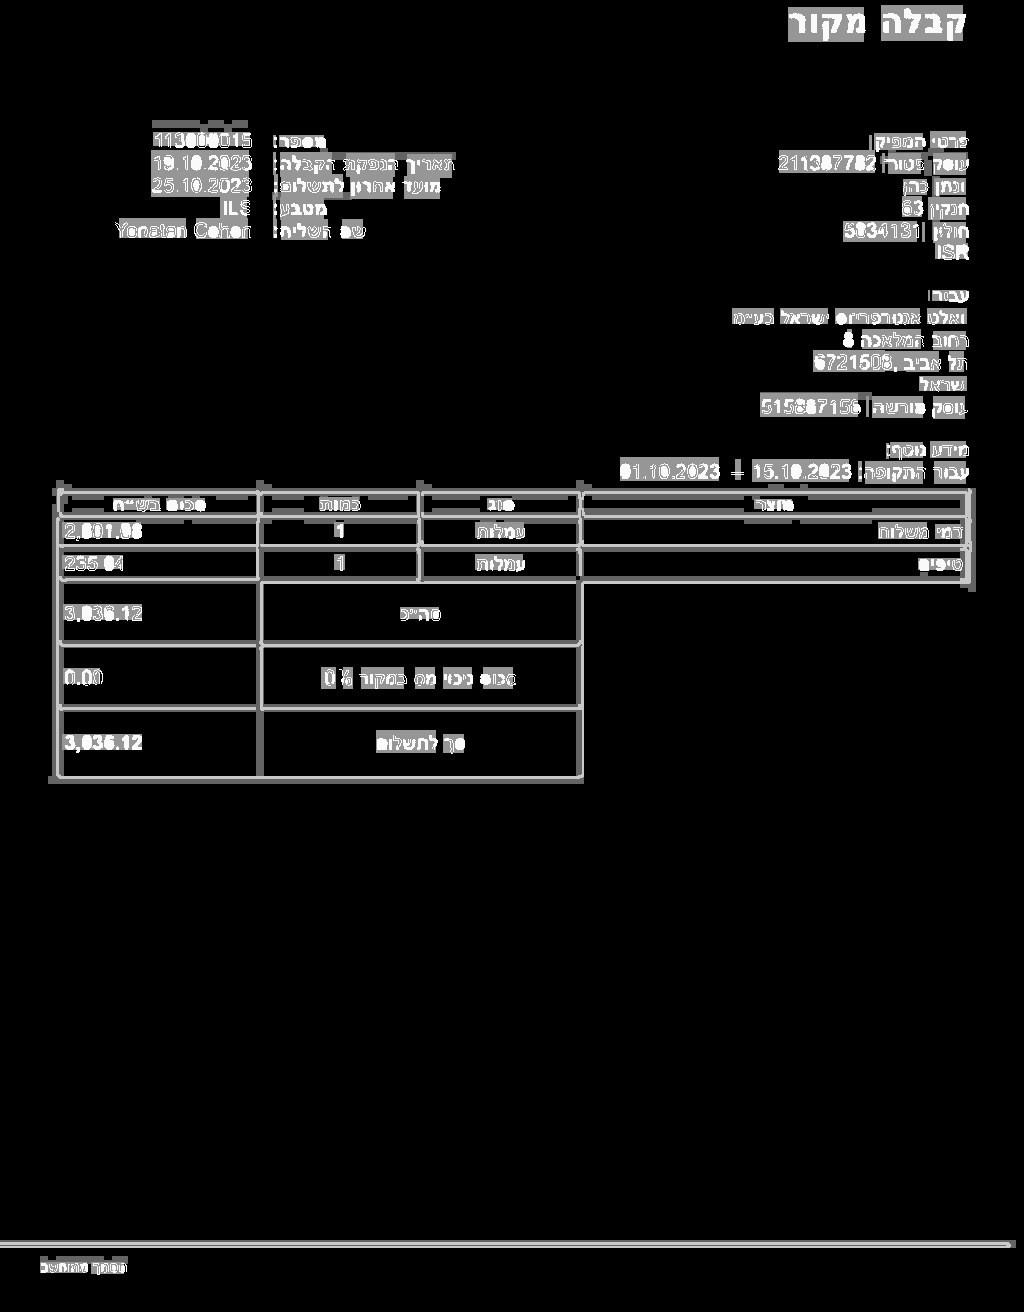 קבלה מקור
פרטי המפיק:
עוסק פטור: 211387782
יונתן כהן
חנקין 63
חולון 5834131
ISR
מספר: 113000015
תאריך הנפקת הקבלה: 19.10.2023
מועד אחרון לתשלום: 25.10.2023
מטבע: ILS
שם השליח: Yonatan Cohen
עבור:
וואלט אנטרפרייזס ישראל בע״מ
רחוב המלאכה 8
תל אביב, 6721508
ישראל
עוסק מורשה: 515887156
מידע נוסף:
עבור התקופה: 01.10.2023 – 15.10.2023
מוצר סוג כמות סכום בש״ח
דמי משלוח עמלות 1 2,801.08
טיפים עמלות 1 235.04
סה״כ 3,036.12
סכום ניכוי מס במקור 0 % 0.00
סך לתשלום 3,036.12
מסמך ממוחשב